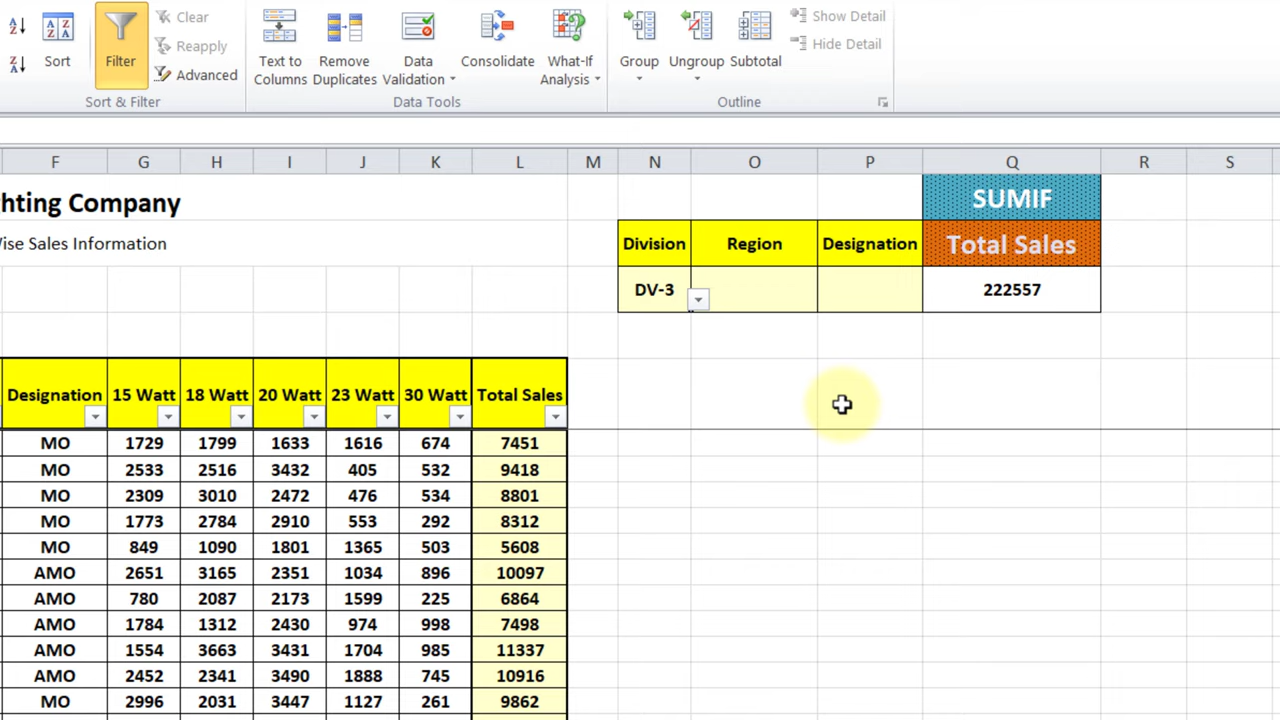 Sort
Filter
Clear
Reapply
Advanced
Text to Columns
Remove Duplicates
Data Validation
Consolidate
What-If Analysis
Group
Ungroup
Subtotal
Show Detail
Hide Detail
Sort & Filter
Data Tools
Outline
F G H I J K L M N O P Q R S
hting Company
Wise Sales Information
SUMIF
Division Region Designation Total Sales
DV-3 222557
Designation 15 Watt 18 Watt 20 Watt 23 Watt 30 Watt Total Sales
MO 1729 1799 1633 1616 674 7451
MO 2533 2516 3432 405 532 9418
MO 2309 3010 2472 476 534 8801
MO 1773 2784 2910 553 292 8312
MO 849 1090 1801 1365 503 5608
AMO 2651 3165 2351 1034 896 10097
AMO 780 2087 2173 1599 225 6864
AMO 1784 1312 2430 974 998 7498
AMO 1554 3663 3431 1704 985 11337
AMO 2452 2341 3490 1888 745 10916
MO 2996 2031 3447 1127 261 9862